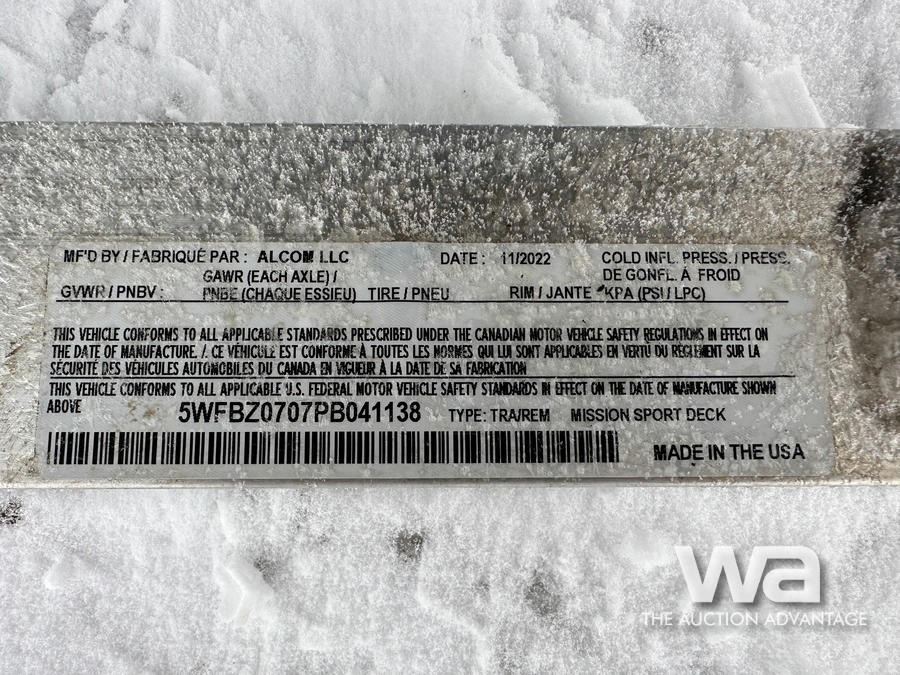 MF'D BY / FABRIQUÉ PAR : ALCOM LLC DATE : 11/2022 COLD INFL. PRESS. / PRESS.
GAWR (EACH AXLE) / DE GONFL. Á FROID
GVWR / PNBV : PNBE (CHAQUE ESSIEU) TIRE / PNEU RIM / JANTE KPA (PSI / LPC)
THIS VEHICLE CONFORMS TO ALL APPLICABLE STANDARDS PRESCRIBED UNDER THE CANADIAN MOTOR VEHICLE SAFETY REGULATIONS IN EFFECT ON
THE DATE OF MANUFACTURE. /. CE VÉHICULE EST CONFORME À TOUTES LES NORMES QUI LUI SONT APPLICABLES EN VERTU DU RÈGLEMENT SUR LA
SÉCURITÉ DES VÉHICULES AUTOMOBILES DU CANADA EN VIGUEUR À LA DATE DE SA FABRICATION
THIS VEHICLE CONFORMS TO ALL APPLICABLE U.S. FEDERAL MOTOR VEHICLE SAFETY STANDARDS IN EFFECT ON THE DATE OF MANUFACTURE SHOWN
ABOVE 5WFBZ0707PB041138 TYPE: TRA/REM MISSION SPORT DECK
MADE IN THE USA
wa
THE AUCTION ADVANTAGE